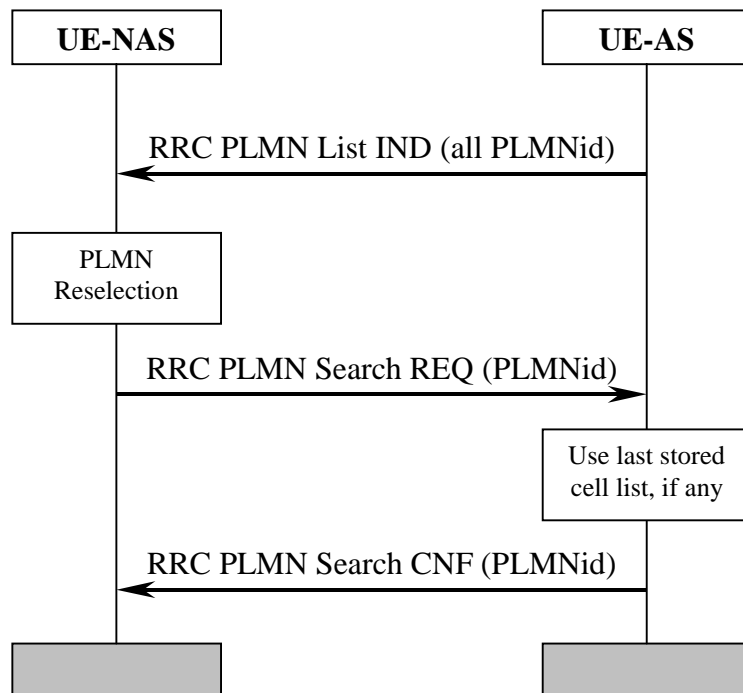 UE-NAS
UE-AS
RRC PLMN List IND (all PLMNid)
PLMN
Reselection
RRC PLMN Search REQ (PLMNid)
Use last stored
cell list, if any
RRC PLMN Search CNF (PLMNid)